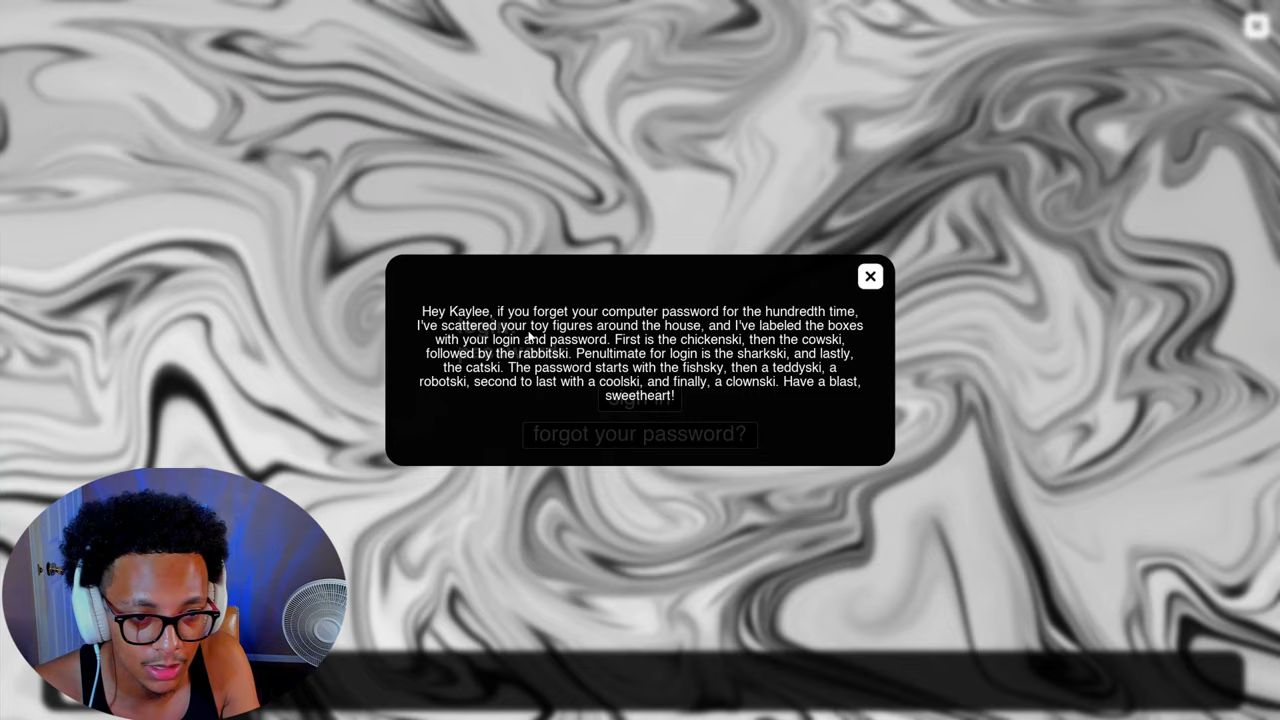 Hey Kaylee, if you forget your computer password for the hundredth time,
I've scattered your toy figures around the house, and I've labeled the boxes
with your login and password. First is the chickenski, then the cowski,
followed by the rabbitski. Penultimate for login is the sharkski, and lastly,
the catski. The password starts with the fishsky, then a teddyski, a
robotski, second to last with a coolski, and finally, a clownski. Have a blast,
sweetheart!
sign in
forgot your password?